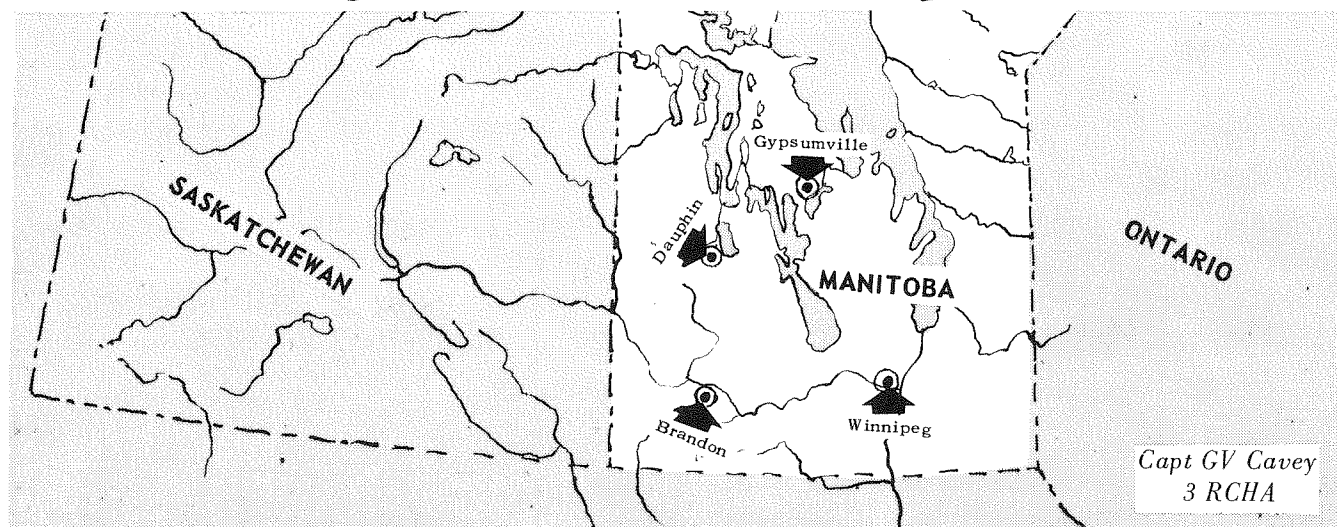 Gypsumville
SASKATCHEWAN
Dauphin
ONTARIO
MANITOBA
Brandon
Winnipeg
Capt GV Cavey
3 RCHA